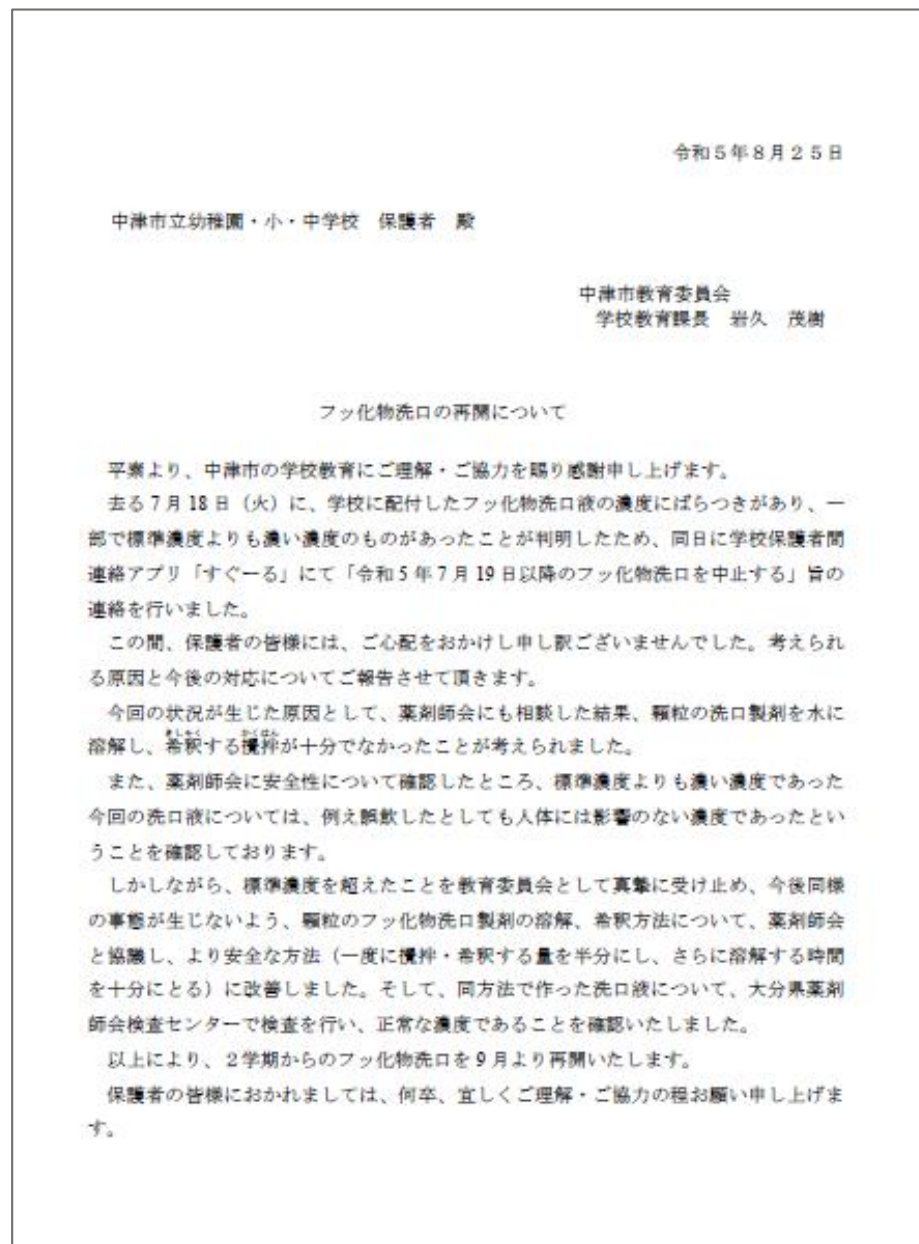 令和５年８月２５日
中津市立幼稚園・小・中学校　保護者　殿
中津市教育委員会
学校教育課長　岩久　茂樹
フッ化物洗口の再開について
平素より、中津市の学校教育にご理解・ご協力を賜り感謝申し上げます。
去る7月18日（火）に、学校に配付したフッ化物洗口液の濃度にばらつきがあり、一
部で標準濃度よりも濃い濃度のものがあったことが判明したため、同日に学校保護者間
連絡アプリ「すぐーる」にて「令和5年7月19日以降のフッ化物洗口を中止する」旨の
連絡を行いました。
この間、保護者の皆様には、ご心配をおかけし申し訳ございませんでした。考えられ
る原因と今後の対応についてご報告させて頂きます。
今回の状況が生じた原因として、薬剤師会にも相談した結果、顆粒の洗口製剤を水に
きしゃく　かくはん
溶解し、希釈する攪拌が十分でなかったことが考えられました。
また、薬剤師会に安全性について確認したところ、標準濃度よりも濃い濃度であった
今回の洗口液については、例え誤飲したとしても人体には影響のない濃度であったとい
うことを確認しております。
しかしながら、標準濃度を超えたことを教育委員会として真摯に受け止め、今後同様
の事態が生じないよう、顆粒のフッ化物洗口製剤の溶解、希釈方法について、薬剤師会
と協議し、より安全な方法（一度に攪拌・希釈する量を半分にし、さらに溶解する時間
を十分にとる）に改善しました。そして、同方法で作った洗口液について、大分県薬剤
師会検査センターで検査を行い、正常な濃度であることを確認いたしました。
以上により、２学期からのフッ化物洗口を9月より再開いたします。
保護者の皆様におかれましては、何卒、宜しくご理解・ご協力の程お願い申し上げま
す。